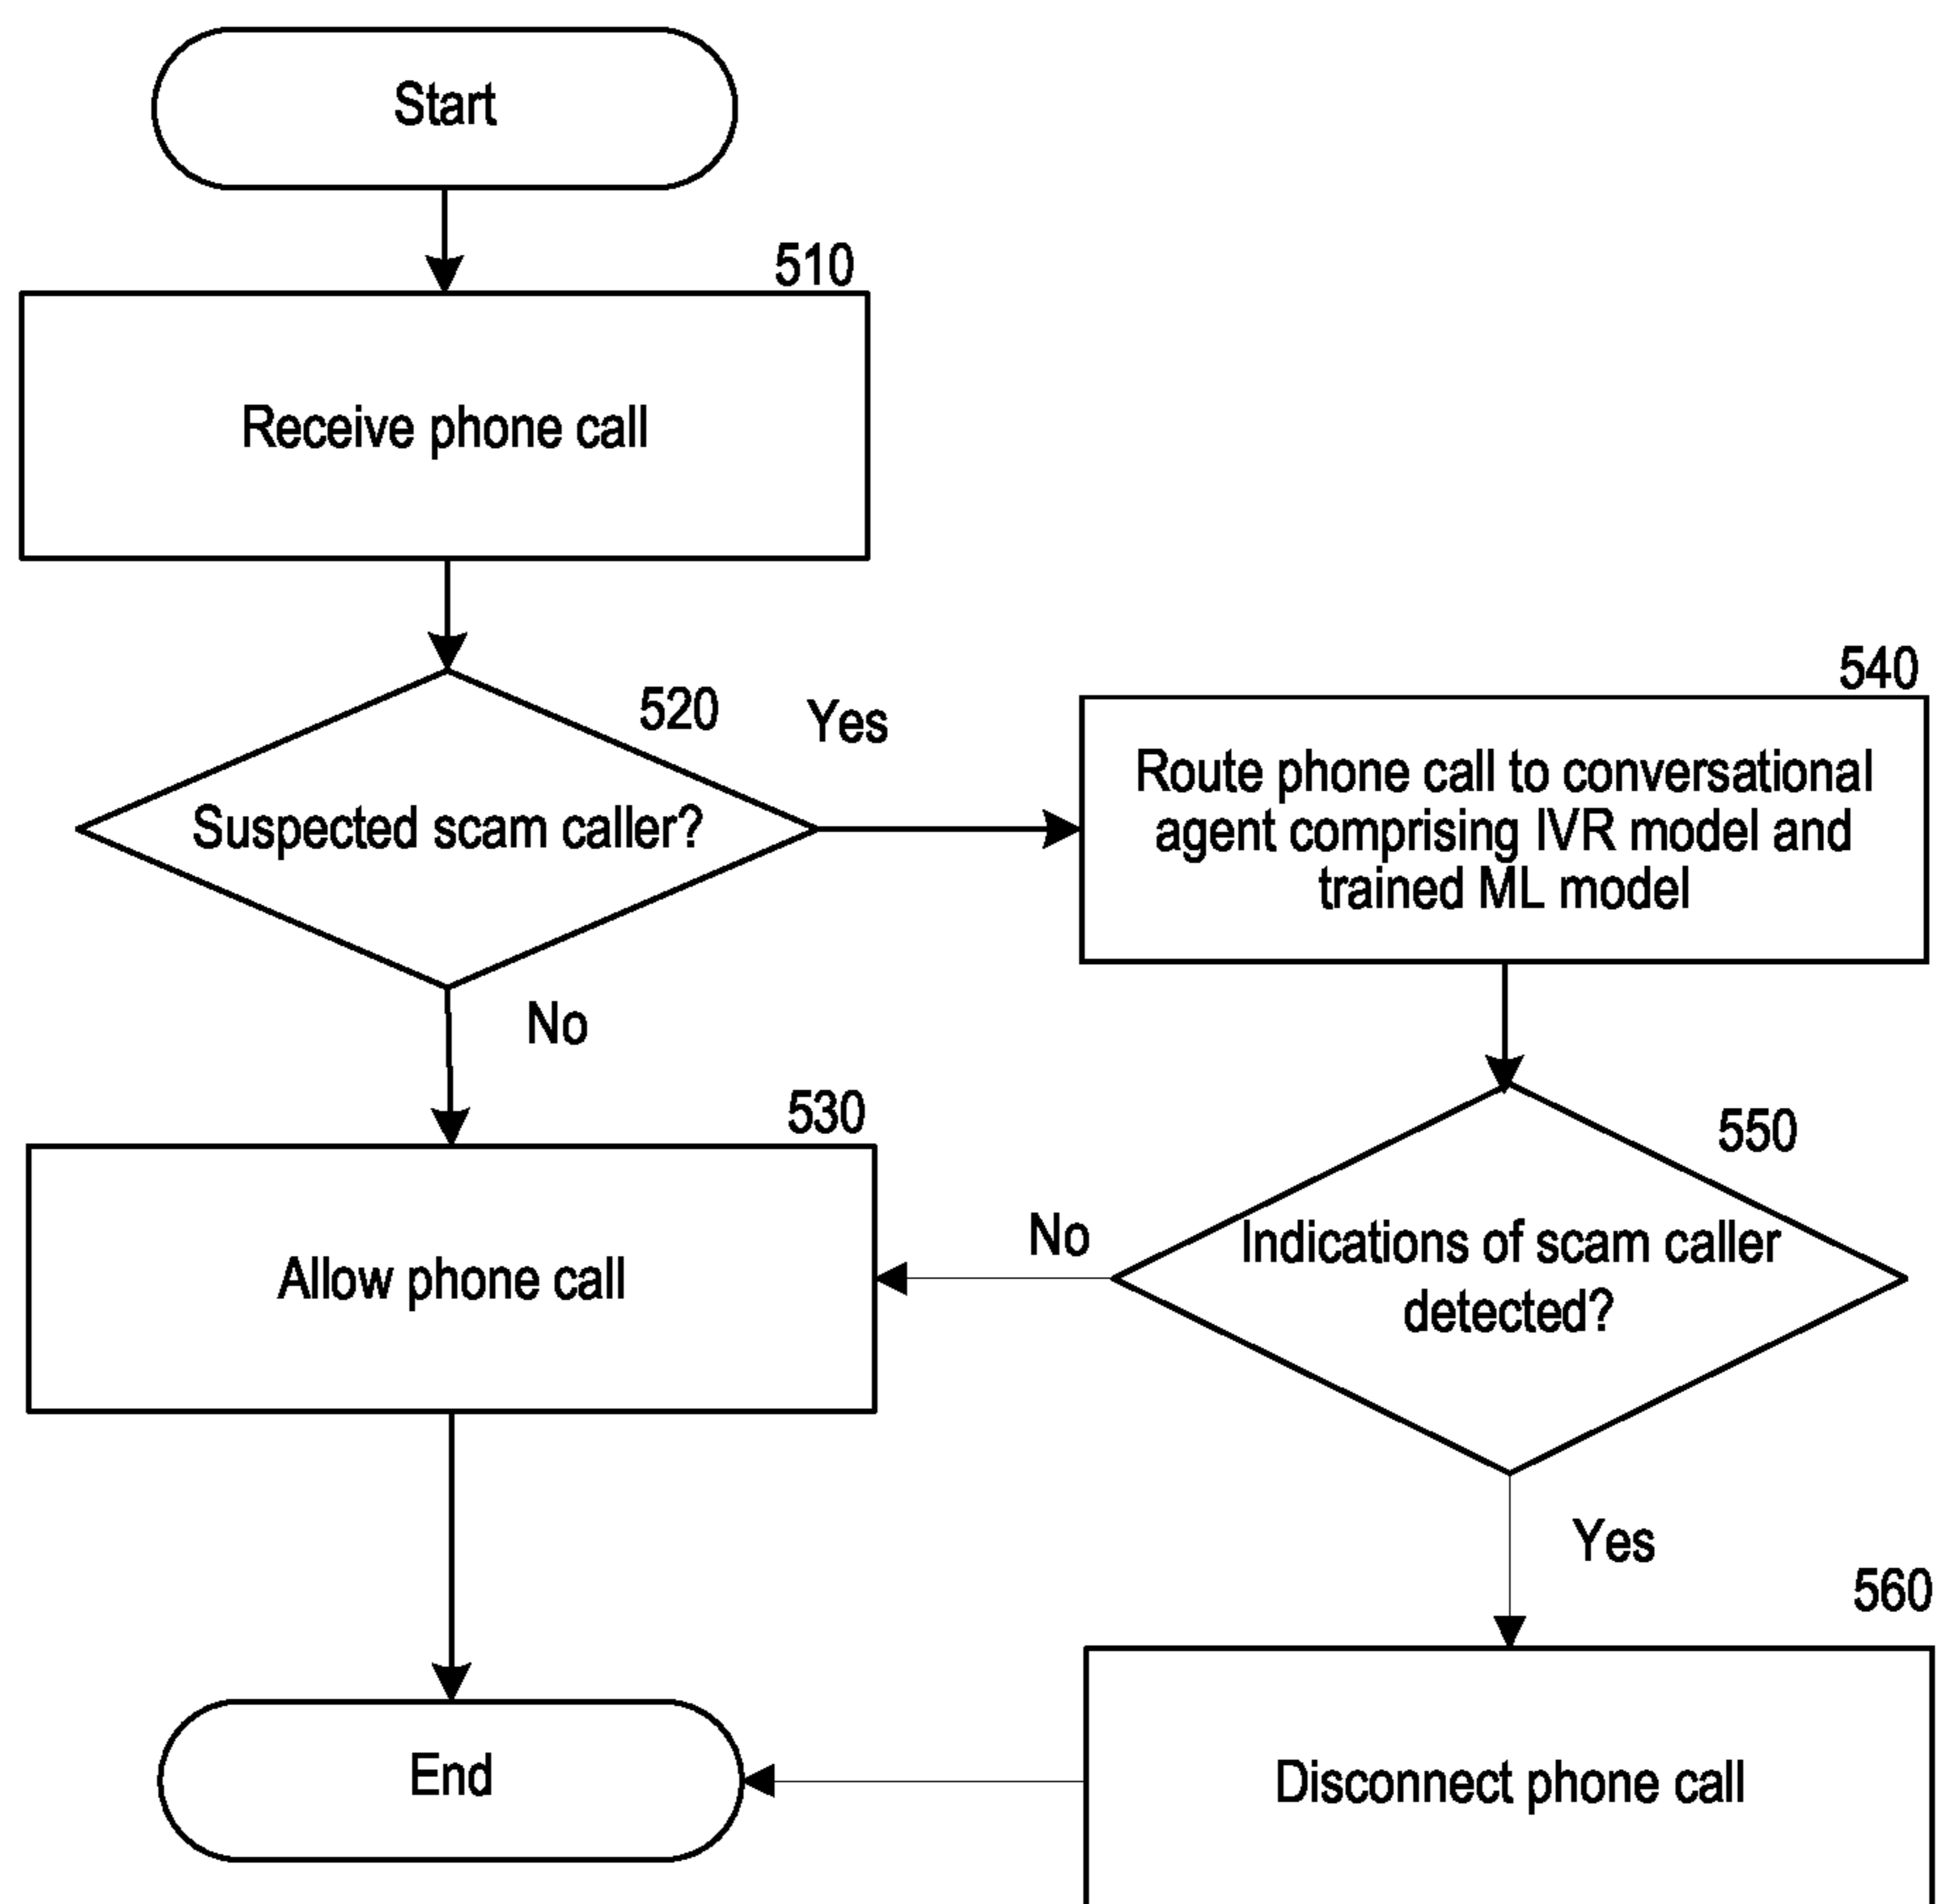 Start
510
Receive phone call
520
Yes
Suspected scam caller?
No
540
Route phone call to conversational
agent comprising IVR model and
trained ML model
530
Allow phone call
550
No
Indications of scam caller
detected?
Yes
560
End
Disconnect phone call